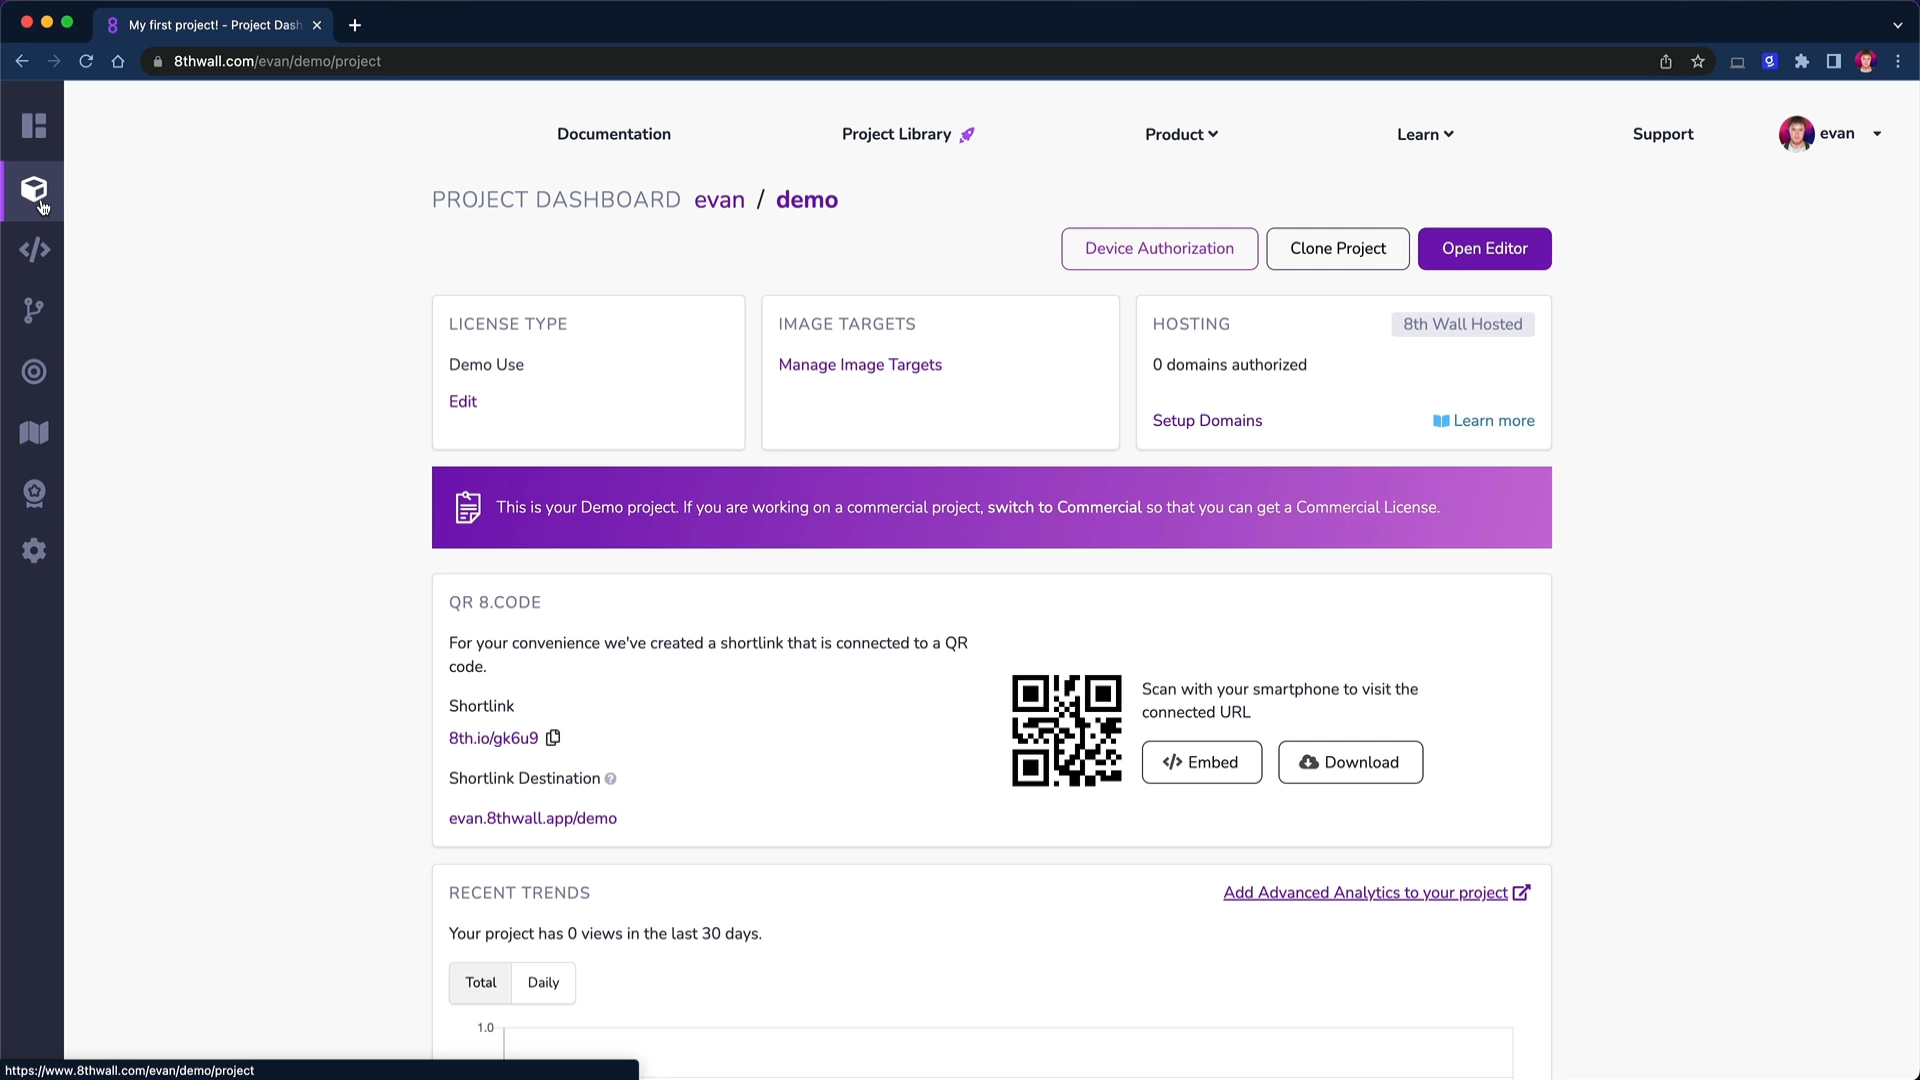 My first project! - Project Dash
8thwall.com/evan/demo/project
Documentation
Project Library
Product
Learn
Support
evan
PROJECT DASHBOARD evan / demo
Device Authorization
Clone Project
Open Editor
LICENSE TYPE
Demo Use
Edit
IMAGE TARGETS
Manage Image Targets
HOSTING
8th Wall Hosted
0 domains authorized
Setup Domains
Learn more
This is your Demo project. If you are working on a commercial project, switch to Commercial so that you can get a Commercial License.
QR 8.CODE
For your convenience we've created a shortlink that is connected to a QR
code.
Shortlink
8th.io/gk6u9
Shortlink Destination ?
evan.8thwall.app/demo
Scan with your smartphone to visit the
connected URL
</> Embed
Download
RECENT TRENDS
Add Advanced Analytics to your project
Your project has 0 views in the last 30 days.
Total
Daily
1.0
https://www.8thwall.com/evan/demo/project